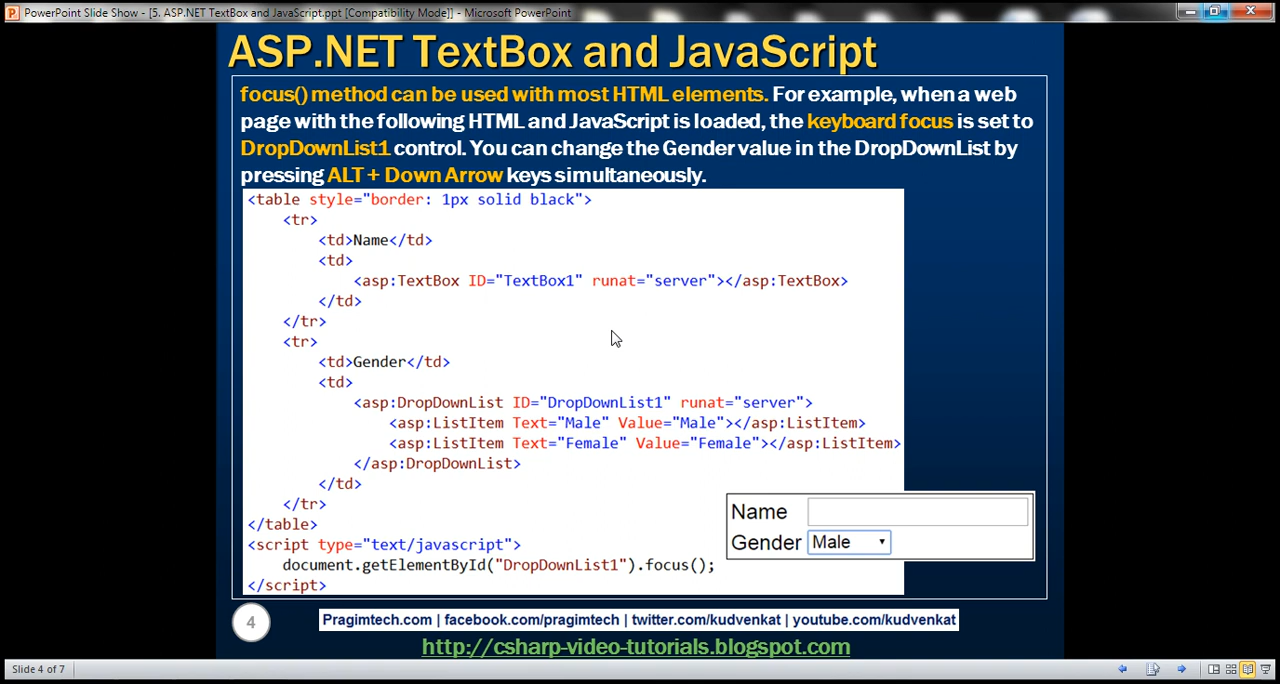 PowerPoint Slide Show - [5. ASP.NET TextBox and JavaScript.ppt [Compatibility Mode]] - Microsoft PowerPoint
ASP.NET TextBox and JavaScript
focus() method can be used with most HTML elements. For example, when a web
page with the following HTML and JavaScript is loaded, the keyboard focus is set to
DropDownList1 control. You can change the Gender value in the DropDownList by
pressing ALT + Down Arrow keys simultaneously.
<table style="border: 1px solid black">
    <tr>
        <td>Name</td>
        <td>
            <asp:TextBox ID="TextBox1" runat="server"></asp:TextBox>
        </td>
    </tr>
    <tr>
        <td>Gender</td>
        <td>
            <asp:DropDownList ID="DropDownList1" runat="server">
                <asp:ListItem Text="Male" Value="Male"></asp:ListItem>
                <asp:ListItem Text="Female" Value="Female"></asp:ListItem>
            </asp:DropDownList>
        </td>
    </tr>
</table>
<script type="text/javascript">
    document.getElementById("DropDownList1").focus();
</script>
Name
Gender Male
4
Pragimtech.com | facebook.com/pragimtech | twitter.com/kudvenkat | youtube.com/kudvenkat
http://csharp-video-tutorials.blogspot.com
Slide 4 of 7